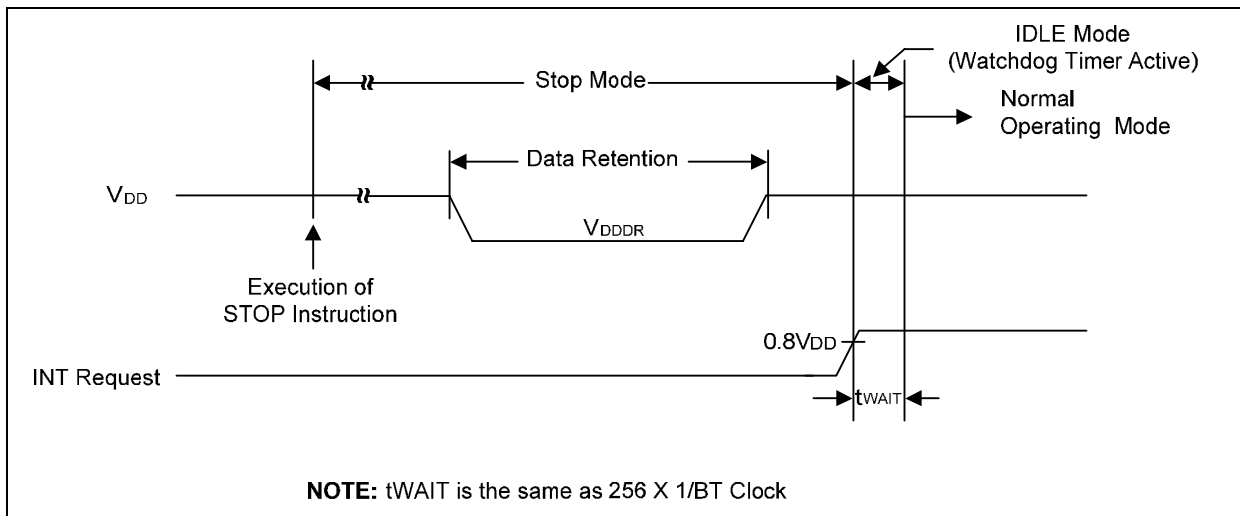 IDLE Mode
(Watchdog Timer Active)
Stop Mode
Normal
Operating Mode
Data Retention
VDD
VDDDR
Execution of
STOP Instruction
0.8VDD
INT Request
tWAIT
NOTE: tWAIT is the same as 256 X 1/BT Clock